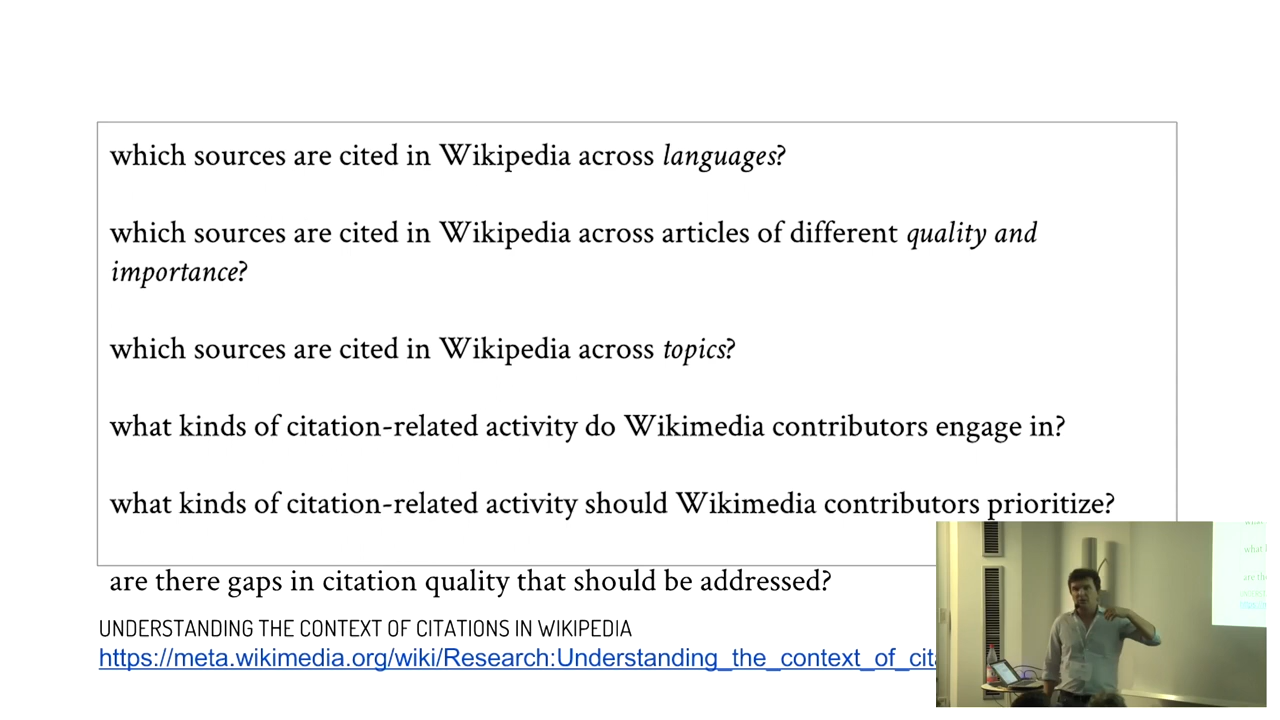 which sources are cited in Wikipedia across languages?
which sources are cited in Wikipedia across articles of different quality and
importance?
which sources are cited in Wikipedia across topics?
what kinds of citation-related activity do Wikimedia contributors engage in?
what kinds of citation-related activity should Wikimedia contributors prioritize?
are there gaps in citation quality that should be addressed?
UNDERSTANDING THE CONTEXT OF CITATIONS IN WIKIPEDIA
https://meta.wikimedia.org/wiki/Research:Understanding_the_context_of_cit